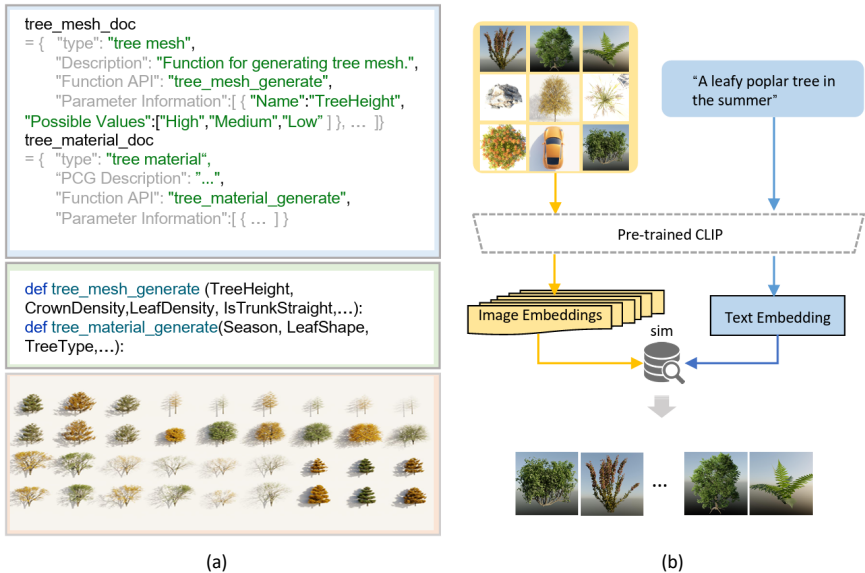 tree_mesh_doc
= { "type": "tree mesh",
"Description": "Function for generating tree mesh.",
"Function API": "tree_mesh_generate",
"Parameter Information":[ { "Name":"TreeHeight",
"Possible Values":["High","Medium","Low” ] }, … ]}
tree_material_doc
= { "type": "tree material“,
"PCG Description": "...",
"Function API": "tree_material_generate",
"Parameter Information":[ { … ] }
def tree_mesh_generate (TreeHeight,
CrownDensity,LeafDensity, IsTrunkStraight,…):
def tree_material_generate(Season, LeafShape,
TreeType,…):
(a)
“A leafy poplar tree in
the summer”
Pre-trained CLIP
Image Embeddings
Text Embedding
sim
...
(b)